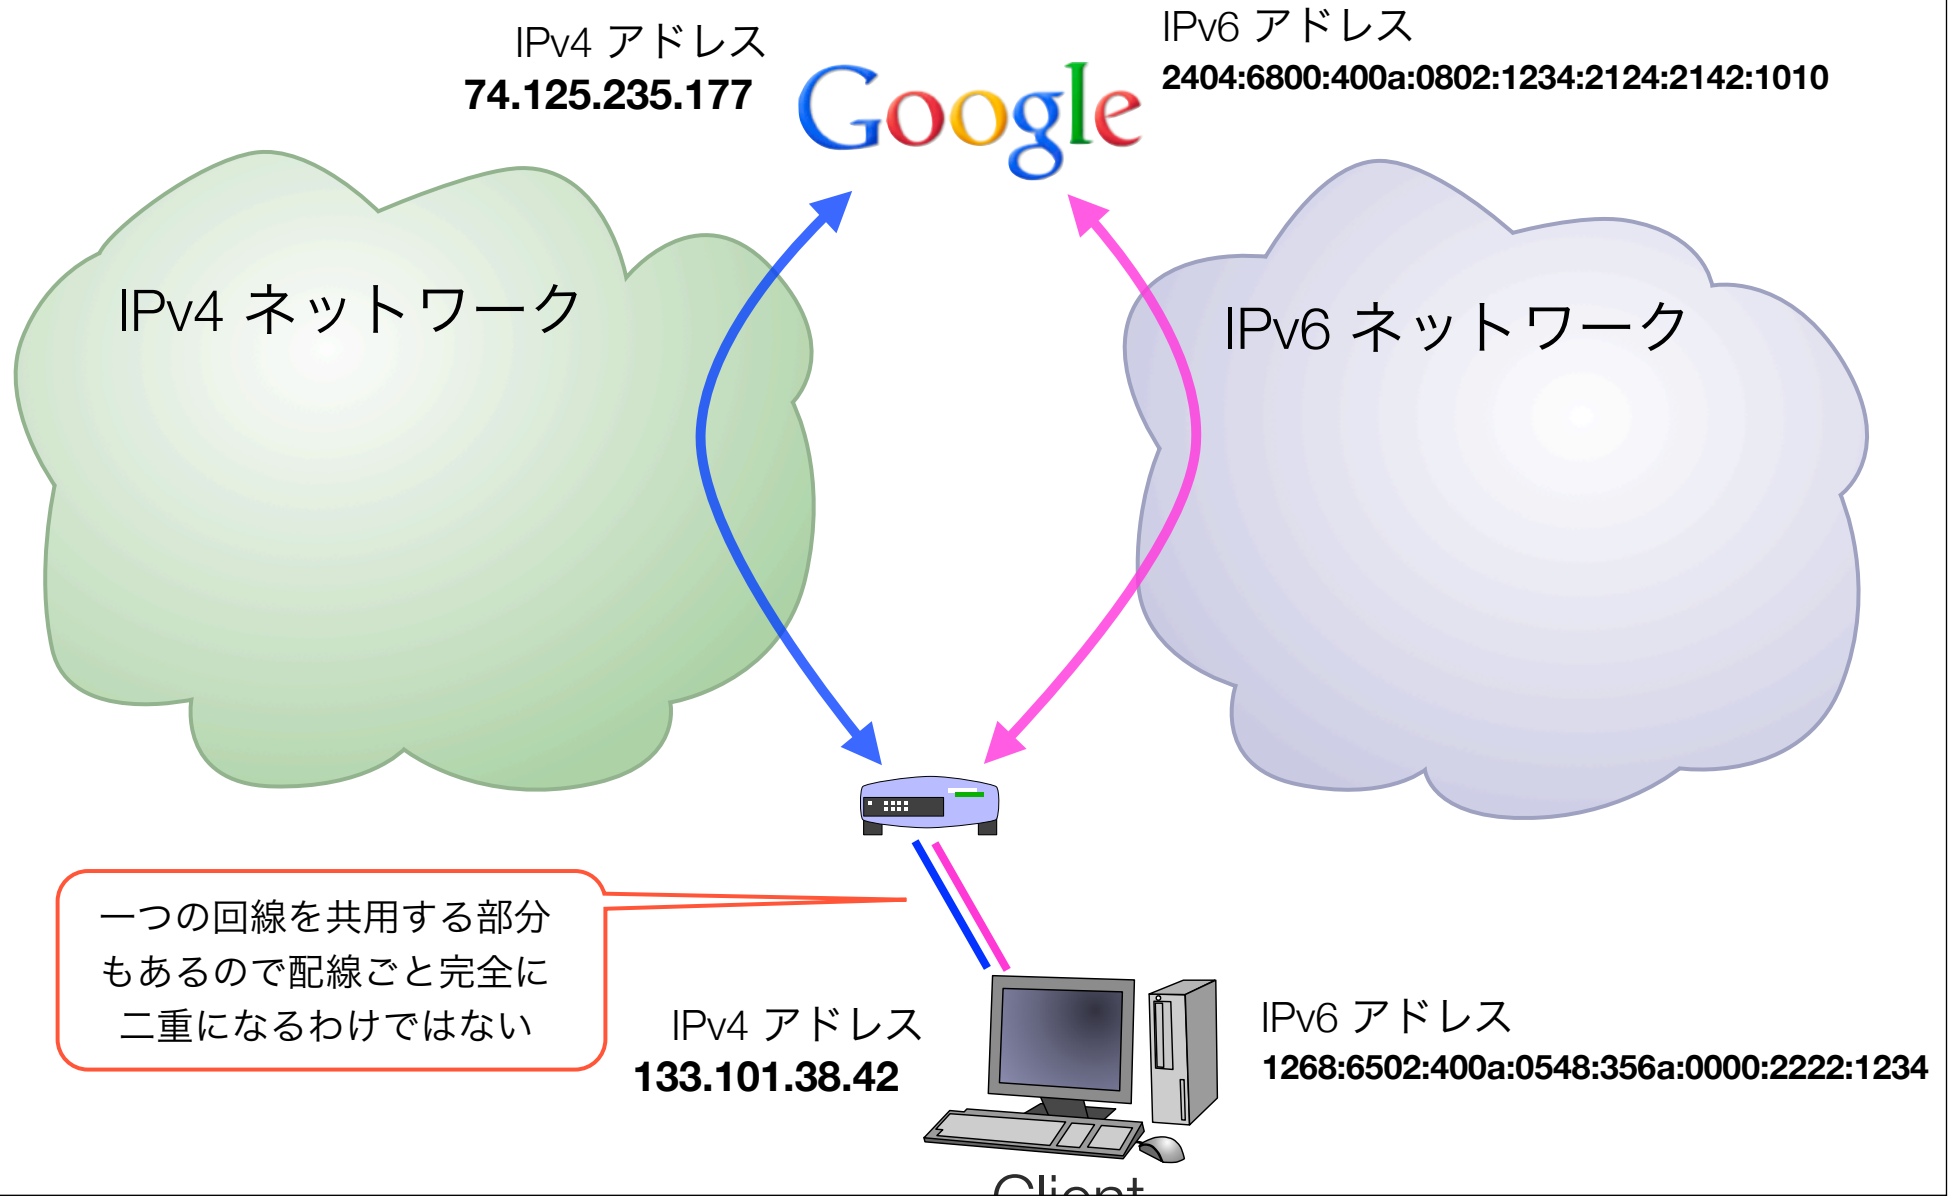 IPv4 アドレス
74.125.235.177
Google
IPv6 アドレス
2404:6800:400a:0802:1234:2124:2142:1010
IPv4 ネットワーク
IPv6 ネットワーク
一つの回線を共用する部分
もあるので配線ごと完全に
二重になるわけではない
IPv4 アドレス
133.101.38.42
IPv6 アドレス
1268:6502:400a:0548:356a:0000:2222:1234
Client